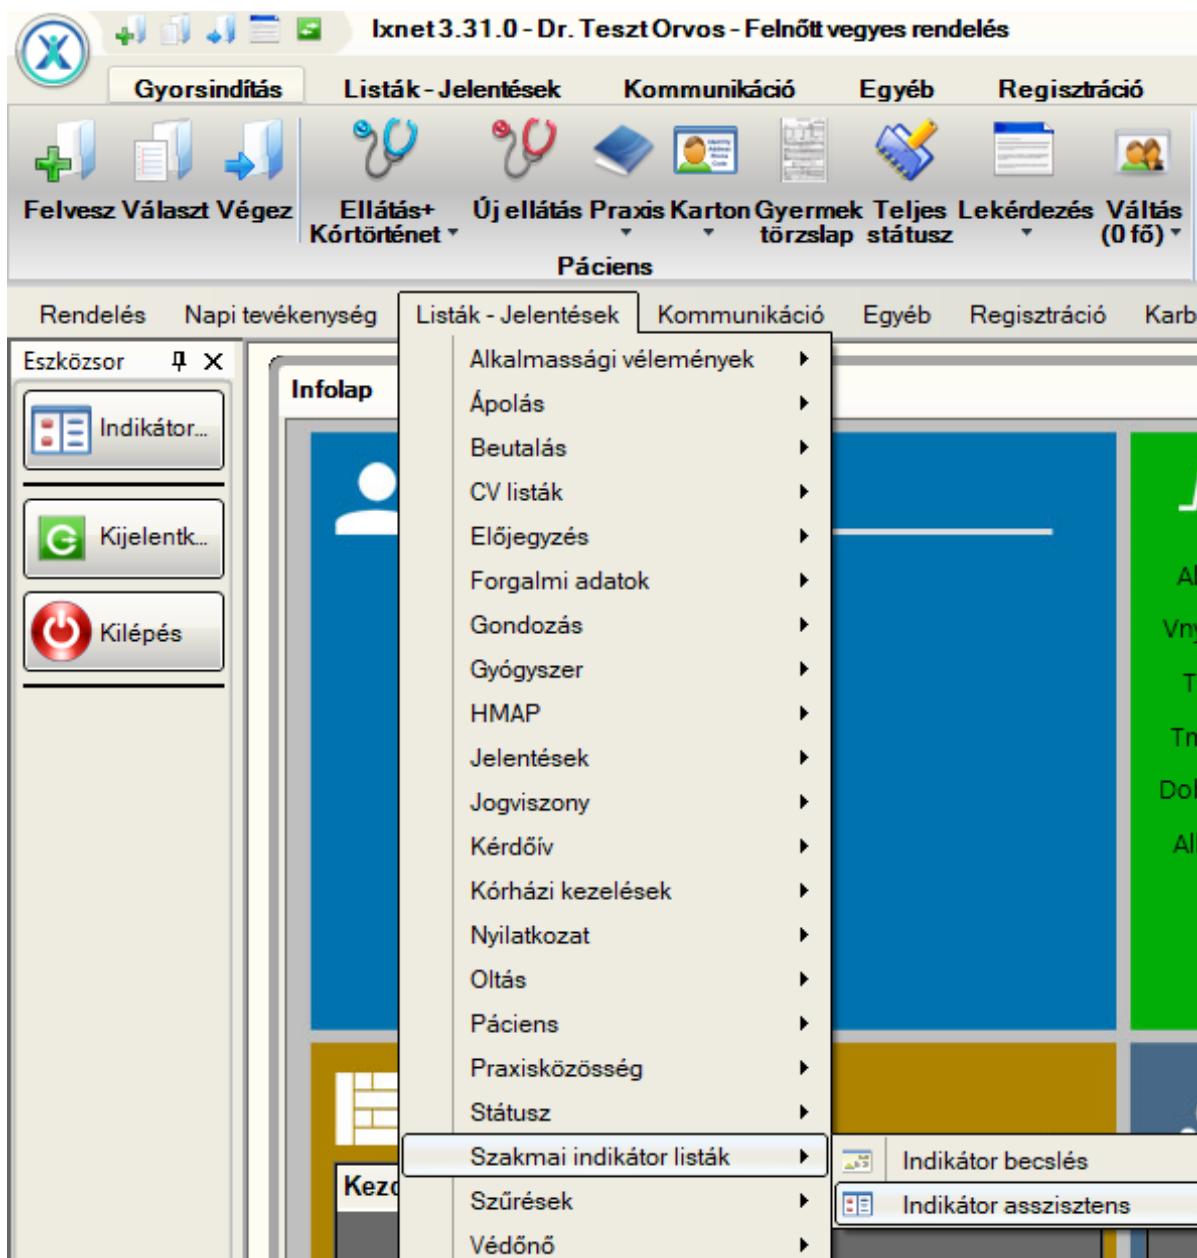 Ixnet 3.31.0 - Dr. Teszt Orvos - Felnőtt vegyes rendelés
Gyorsindítás Listák - Jelentések Kommunikáció Egyéb Regisztráció
Felvesz Választ Végez Ellátás+ Új ellátás Praxis Karton Gyermek Teljes Lekérdezés Váltás
Kórtörténet törzslap státusz (0 fő)
Páciens
Rendelés Napi tevékenység Listák - Jelentések Kommunikáció Egyéb Regisztráció Karb
Eszközsor
Infolap
Indikátor...
Kijelentk...
Kilépés
Alkalmassági vélemények
Ápolás
Beutalás
CV listák
Előjegyzés
Forgalmi adatok
Gondozás
Gyógyszer
HMAP
Jelentések
Jogviszony
Kérdőív
Kórházi kezelések
Nyilatkozat
Oltás
Páciens
Praxisközösség
Státusz
Szakmai indikátor listák
Szűrések
Védőnő
Indikátor becslés
Indikátor asszisztens
Kezd
Vny